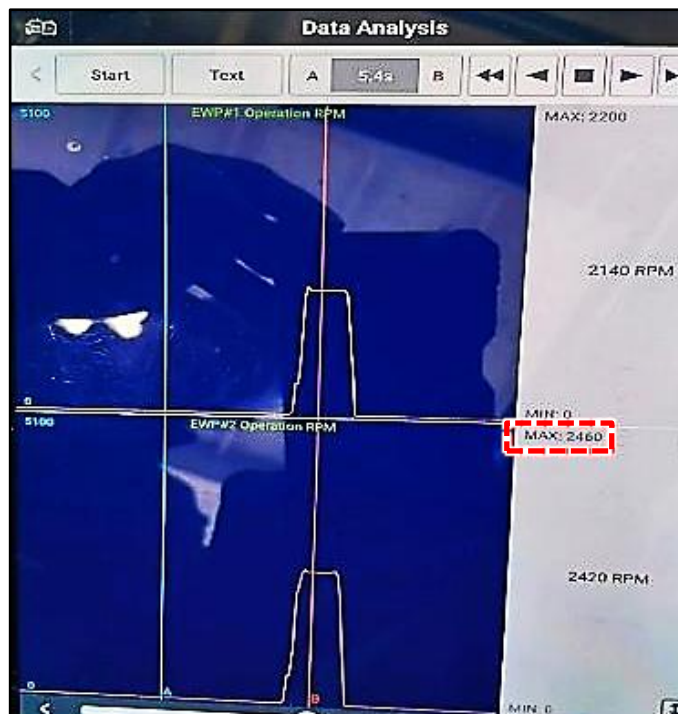 Data Analysis
Start Text A 5.4s B
5100 EWP#1 Operation RPM MAX: 2200
2140 RPM
0 MIN: 0
5100 EWP#2 Operation RPM MAX: 2460
2420 RPM
0 A B MIN: 0